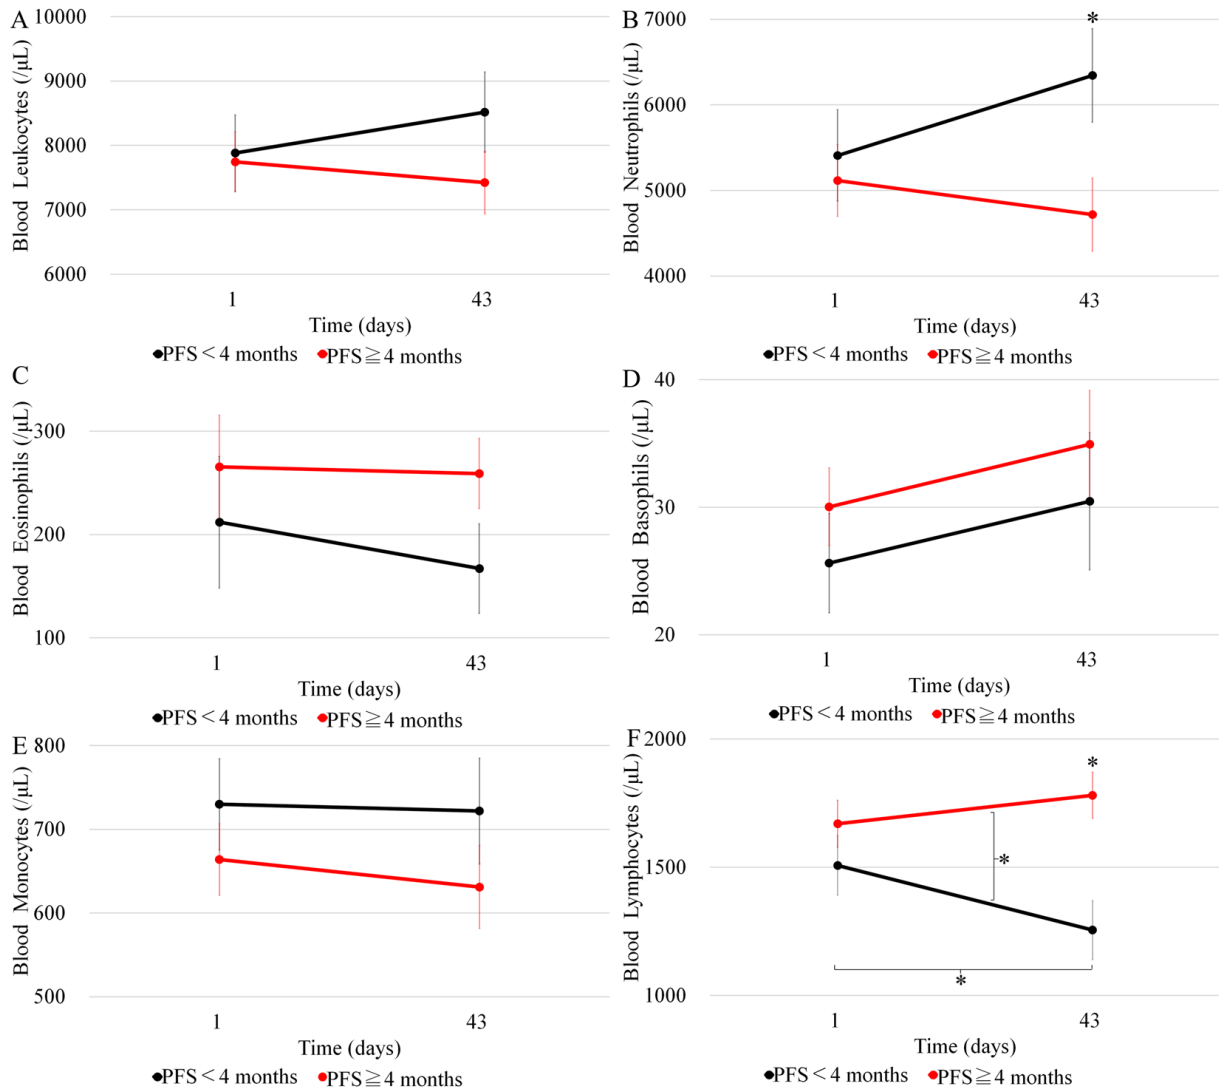 A
Blood Leukocytes (/μL)
10000
9000
8000
7000
6000
1
43
Time (days)
PFS＜4 months
PFS≧4 months
B
Blood Neutrophils (/μL)
7000
6000
5000
4000
*
1
43
Time (days)
PFS＜4 months
PFS≧4 months
C
Blood Eosinophils (/μL)
300
200
100
1
43
Time (days)
PFS＜4 months
PFS≧4 months
D
Blood Basophils (/μL)
40
30
20
1
43
Time (days)
PFS＜4 months
PFS≧4 months
E
Blood Monocytes (/μL)
800
700
600
500
1
43
Time (days)
PFS＜4 months
PFS≧4 months
F
Blood Lymphocytes (/μL)
2000
1500
1000
*
*
*
1
43
Time (days)
PFS＜4 months
PFS≧4 months